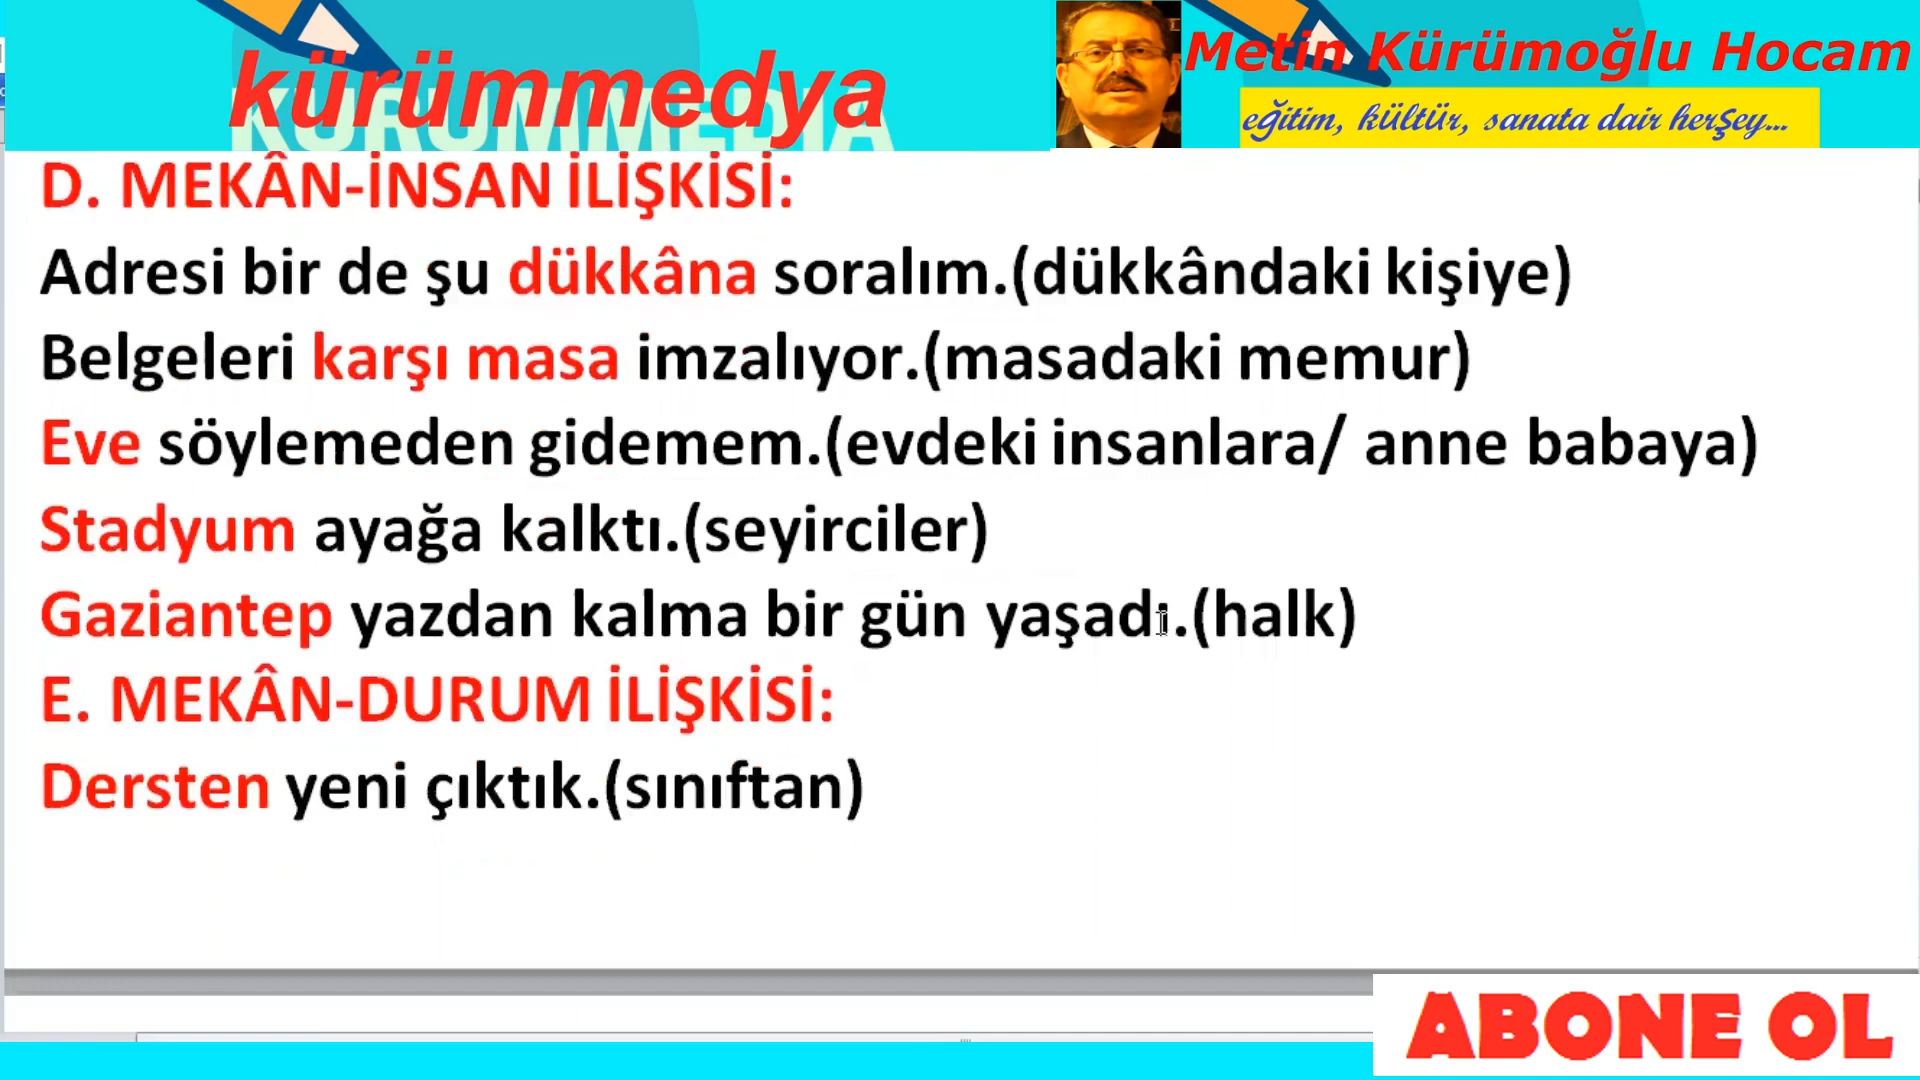 kürümmedya
KÜRÜMMEDIA
Metin Kürümoğlu Hocam
eğitim, kültür, sanata dair herşey...
D. MEKÂN-İNSAN İLİŞKİSİ:
Adresi bir de şu dükkâna soralım.(dükkândaki kişiye)
Belgeleri karşı masa imzalıyor.(masadaki memur)
Eve söylemeden gidemem.(evdeki insanlara/ anne babaya)
Stadyum ayağa kalktı.(seyirciler)
Gaziantep yazdan kalma bir gün yaşadı.(halk)
E. MEKÂN-DURUM İLİŞKİSİ:
Dersten yeni çıktık.(sınıftan)
ABONE OL